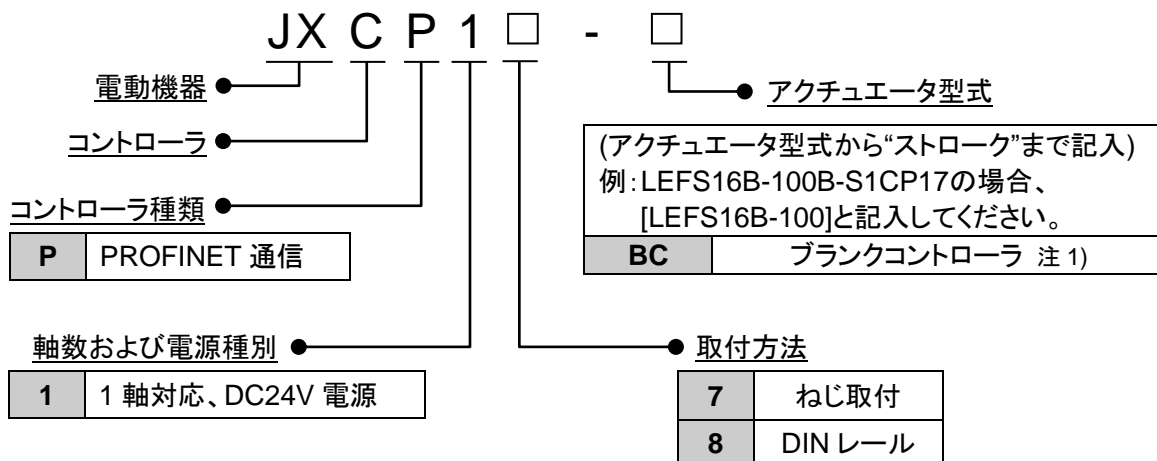 JX C P 1 □ - □
電動機器
アクチュエータ型式
コントローラ
(アクチュエータ型式から“ストローク”まで記入)
例:LEFS16B-100B-S1CP17の場合、
[LEFS16B-100]と記入してください。
BC ブランクコントローラ 注 1)
コントローラ種類
P PROFINET 通信
軸数および電源種別
1 1 軸対応、DC24V 電源
取付方法
7 ねじ取付
8 DIN レール